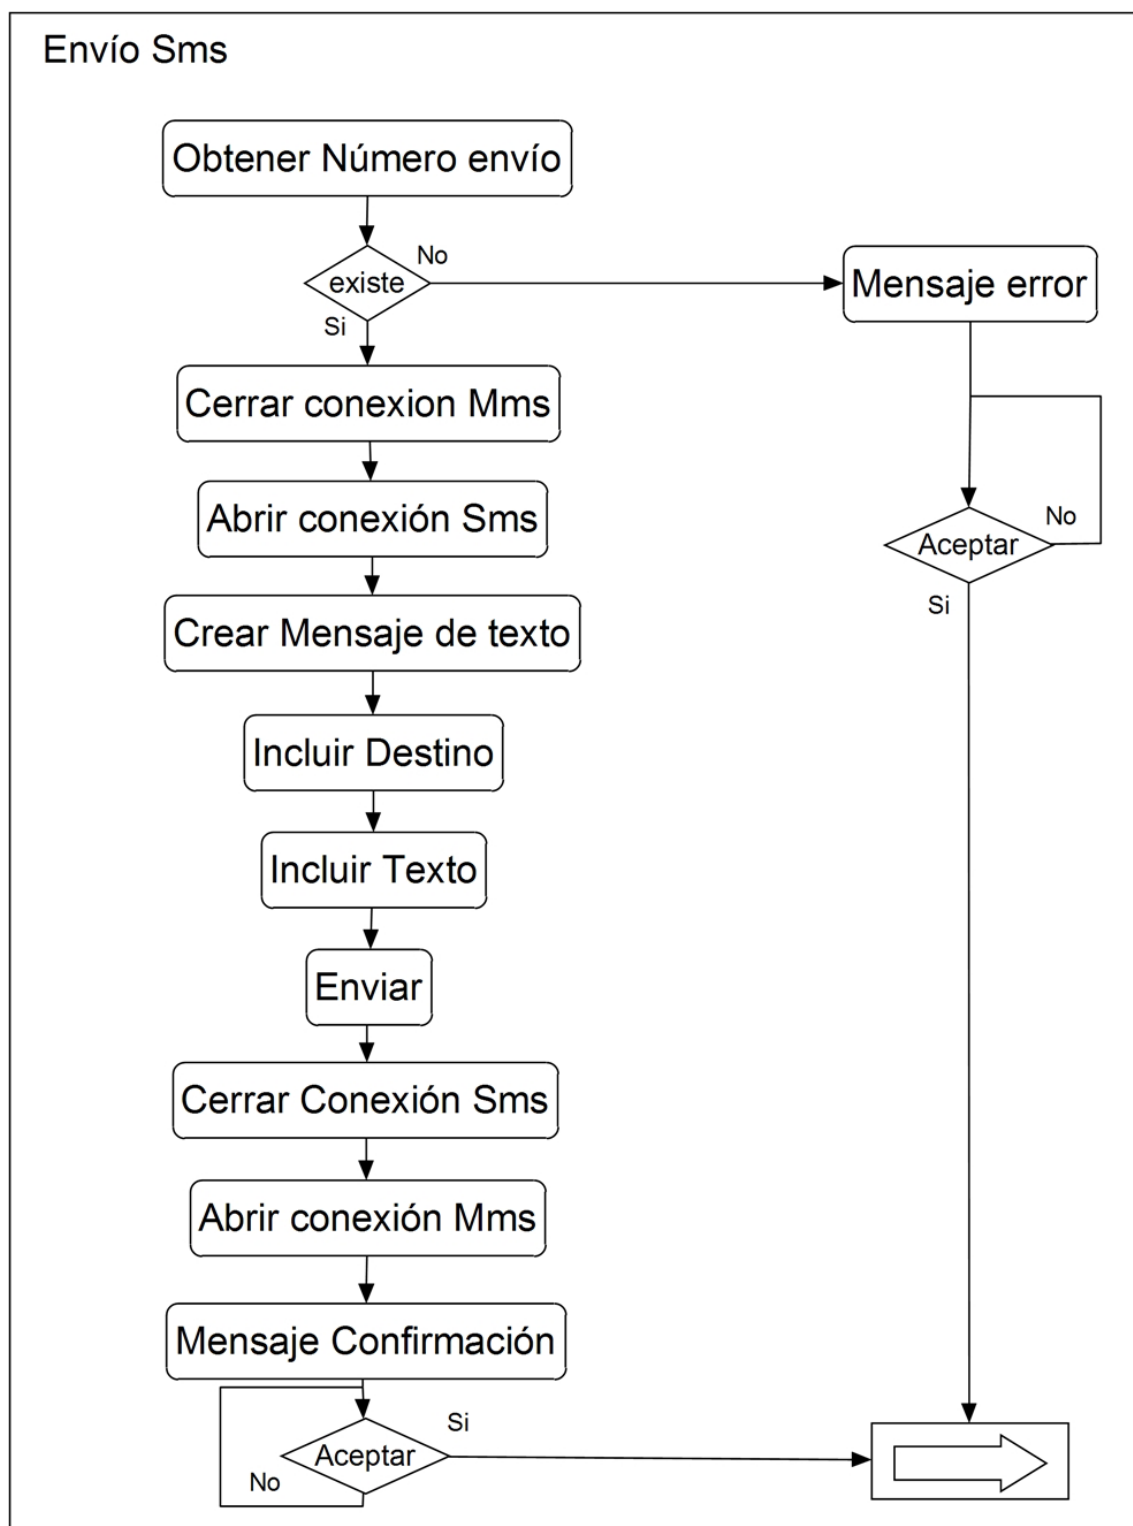 Envío Sms
Obtener Número envío
No
existe
Mensaje error
Si
Cerrar conexion Mms
Abrir conexión Sms
No
Aceptar
Si
Crear Mensaje de texto
Incluir Destino
Incluir Texto
Enviar
Cerrar Conexión Sms
Abrir conexión Mms
Mensaje Confirmación
Si
Aceptar
No